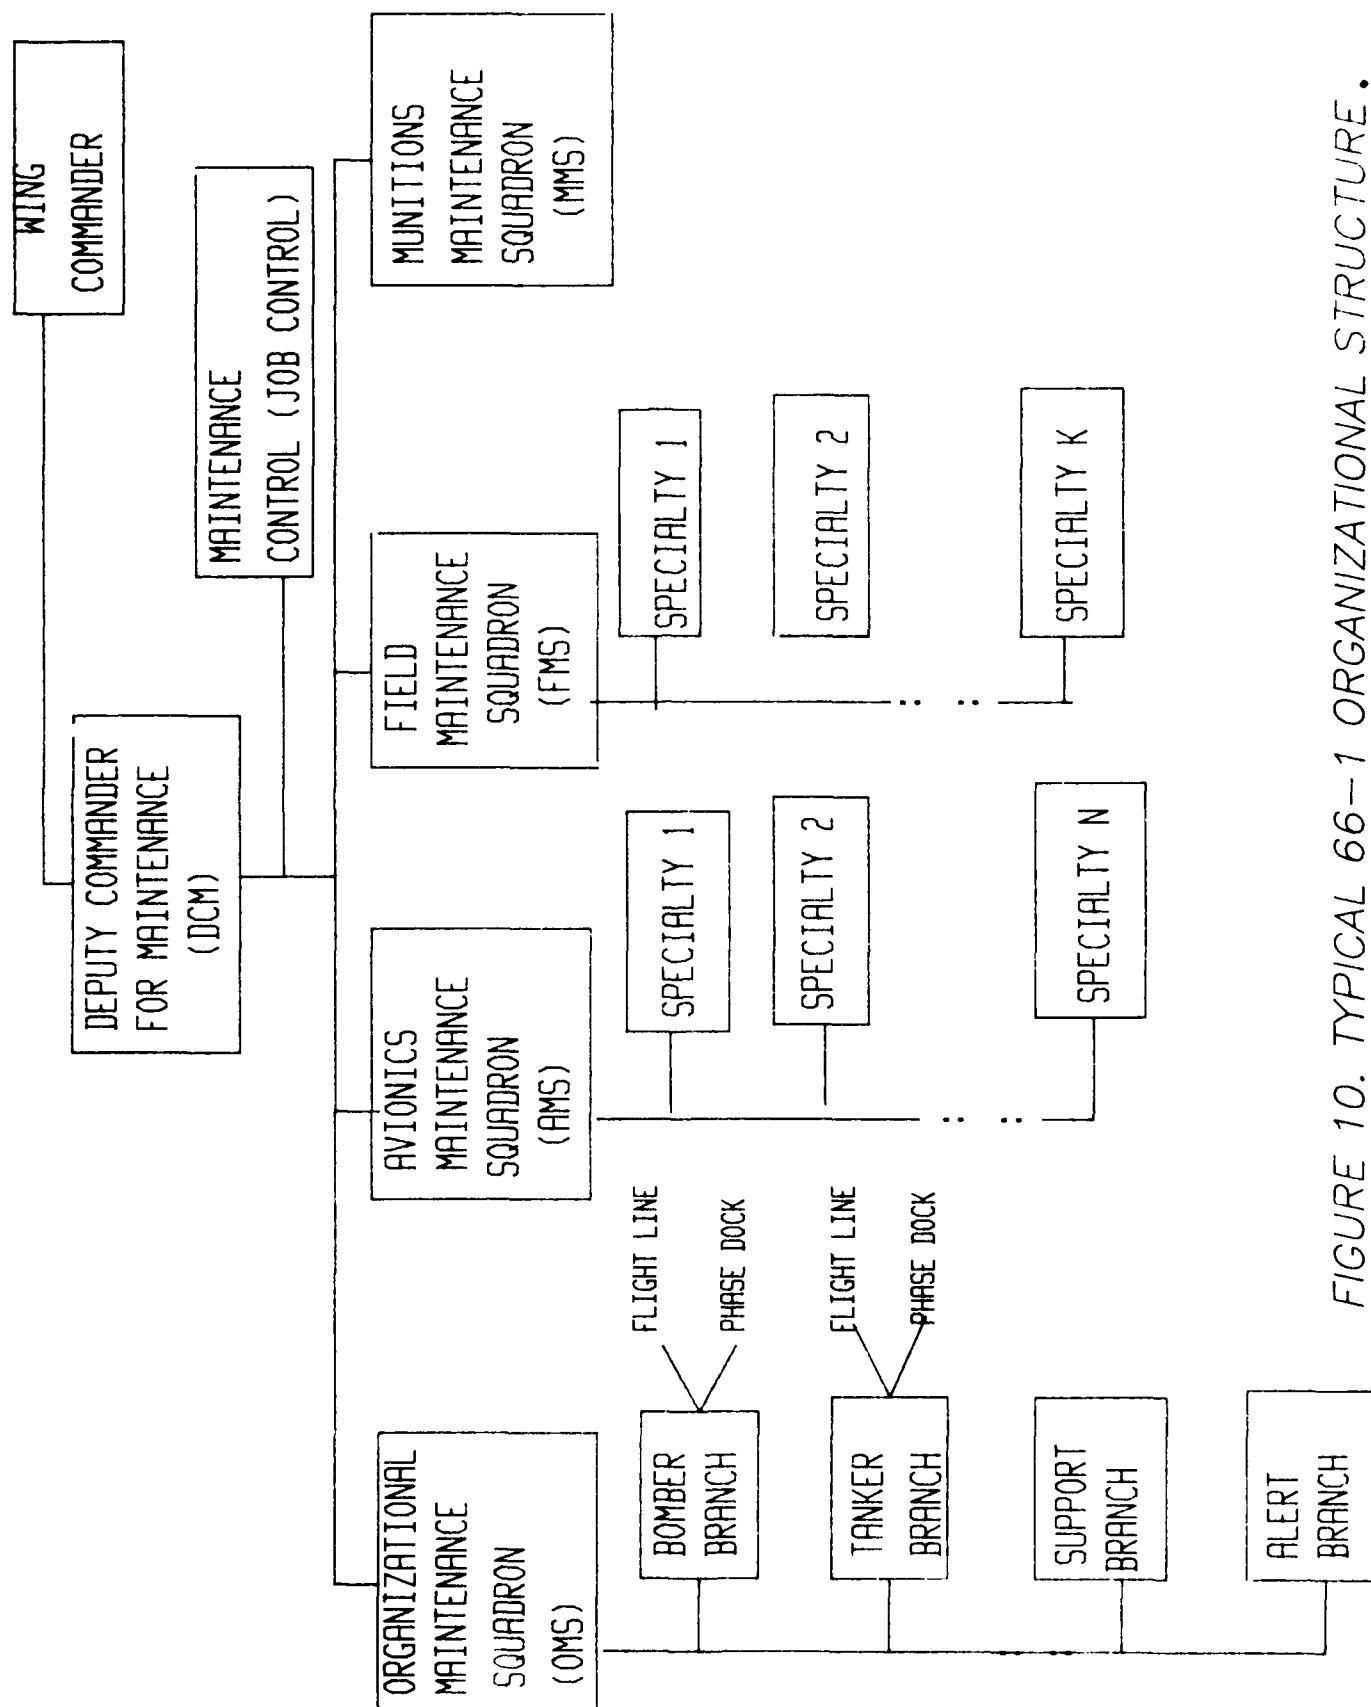 WING
COMMANDER
DEPUTY COMMANDER
FOR MAINTENANCE
(DCM)
MAINTENANCE
CONTROL (JOB CONTROL)
ORGANIZATIONAL
MAINTENANCE
SQUADRON
(OMS)
AVIONICS
MAINTENANCE
SQUADRON
(AMS)
FIELD
MAINTENANCE
SQUADRON
(FMS)
MUNITIONS
MAINTENANCE
SQUADRON
(MMS)
BOMBER
BRANCH
FLIGHT LINE
PHASE DOCK
TANKER
BRANCH
FLIGHT LINE
PHASE DOCK
SUPPORT
BRANCH
ALERT
BRANCH
SPECIALTY 1
SPECIALTY 2
SPECIALTY N
SPECIALTY 1
SPECIALTY 2
SPECIALTY K
FIGURE 10. TYPICAL 66-1 ORGANIZATIONAL STRUCTURE.